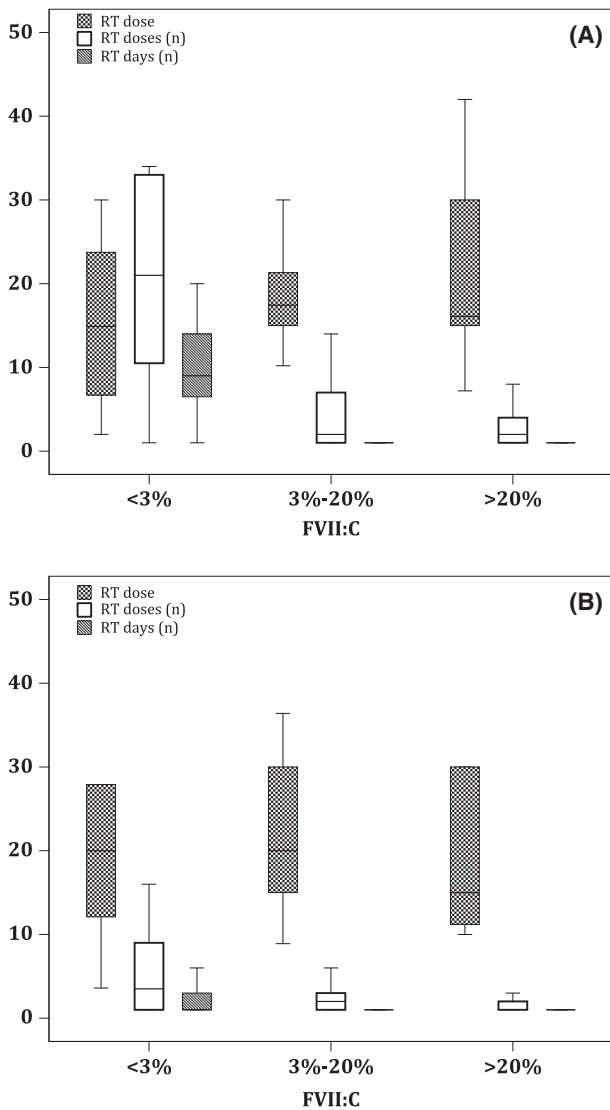 50
40
30
20
10
0
RT dose
RT doses (n)
RT days (n)
(A)
<3%
3%-20%
>20%
FVII:C
50
40
30
20
10
0
RT dose
RT doses (n)
RT days (n)
(B)
<3%
3%-20%
>20%
FVII:C